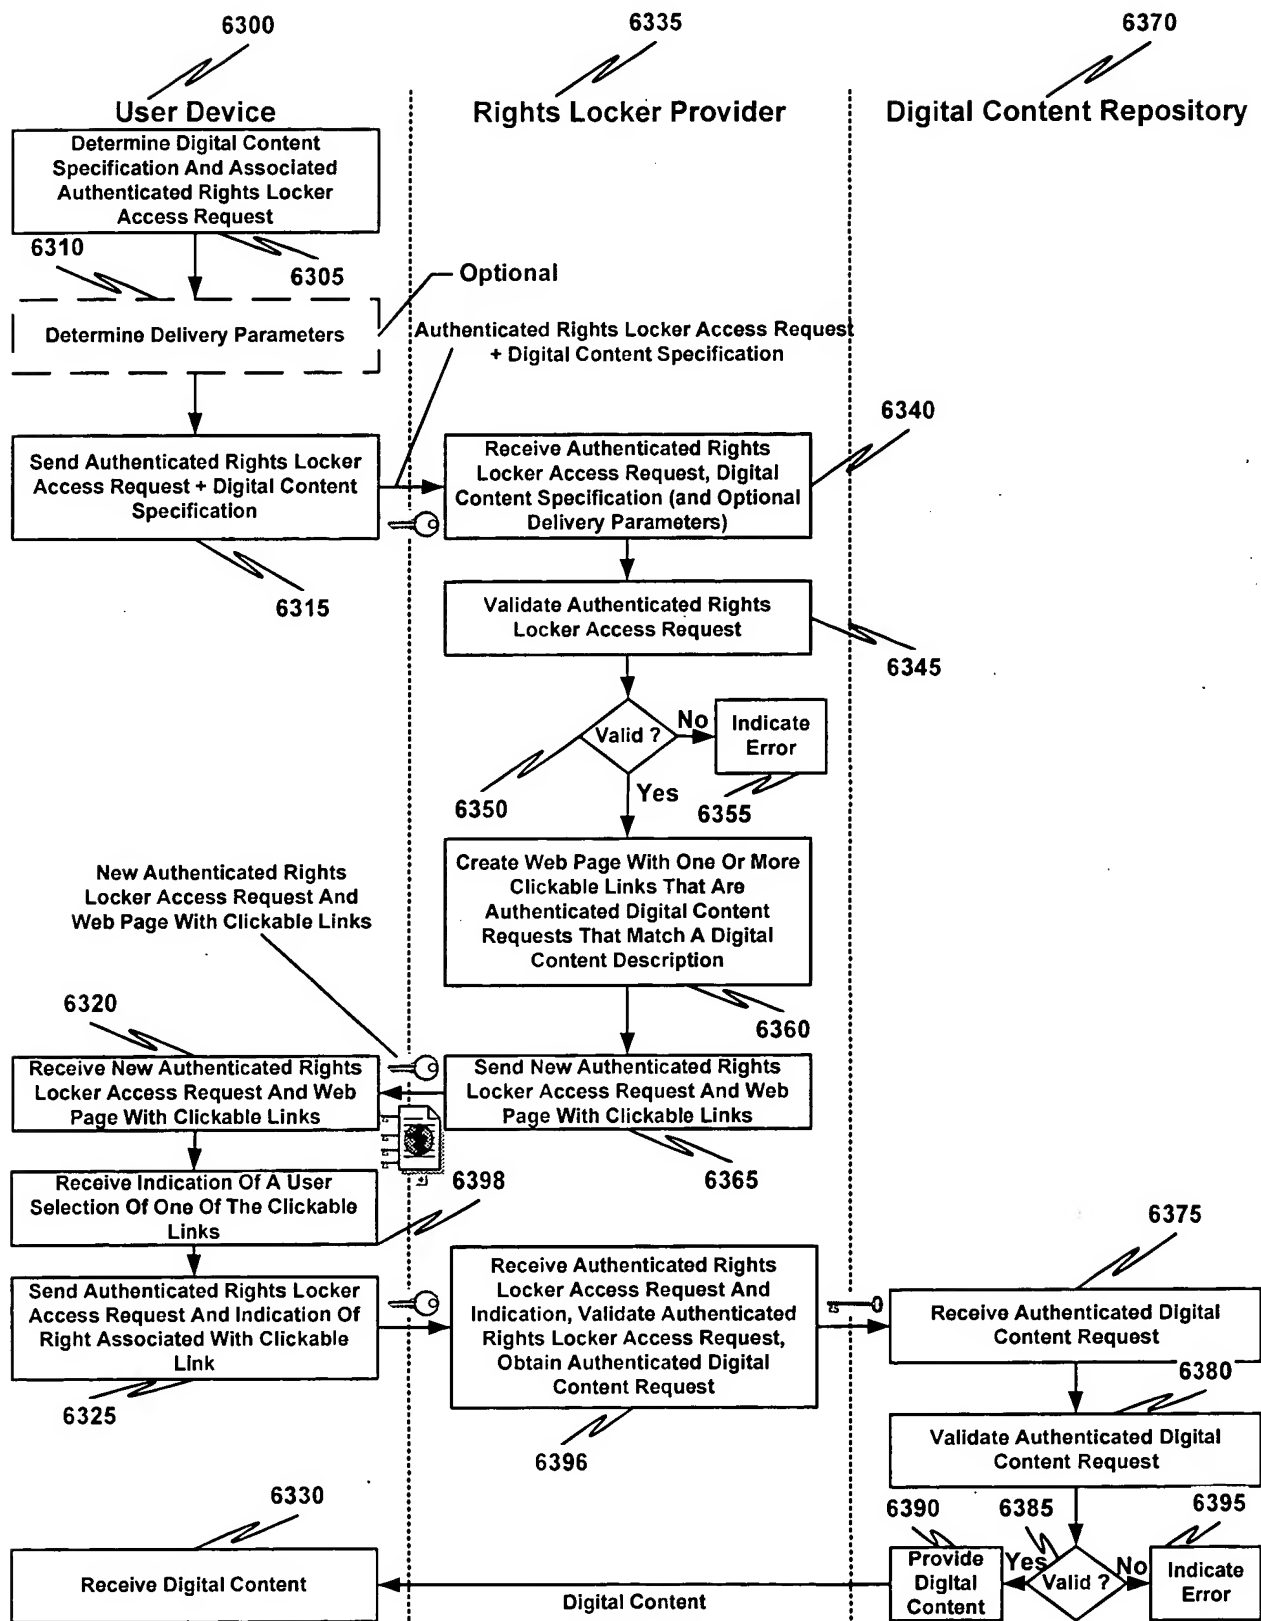 6300
6335
6370
User Device
Rights Locker Provider
Digital Content Repository
Determine Digital Content
Specification And Associated
Authenticated Rights Locker
Access Request
6305
6310
Optional
Determine Delivery Parameters
Authenticated Rights Locker Access Request
+ Digital Content Specification
Send Authenticated Rights Locker
Access Request + Digital Content
Specification
6315
6340
Receive Authenticated Rights
Locker Access Request, Digital
Content Specification (and Optional
Delivery Parameters)
Validate Authenticated Rights
Locker Access Request
6345
Valid ?
No
Indicate
Error
6350
Yes
6355
Create Web Page With One Or More
Clickable Links That Are
Authenticated Digital Content
Requests That Match A Digital
Content Description
6360
New Authenticated Rights
Locker Access Request And
Web Page With Clickable Links
6320
Receive New Authenticated Rights
Locker Access Request And Web
Page With Clickable Links
Send New Authenticated Rights
Locker Access Request And Web
Page With Clickable Links
6365
Receive Indication Of A User
Selection Of One Of The Clickable
Links
6398
Send Authenticated Rights Locker
Access Request And Indication Of
Right Associated With Clickable
Link
6325
Receive Authenticated Rights
Locker Access Request And
Indication, Validate Authenticated
Rights Locker Access Request,
Obtain Authenticated Digital
Content Request
6396
6375
Receive Authenticated Digital
Content Request
6380
Validate Authenticated Digital
Content Request
6390
6385
6395
Provide
Digital
Content
Yes
Valid ?
No
Indicate
Error
6330
Receive Digital Content
Digital Content